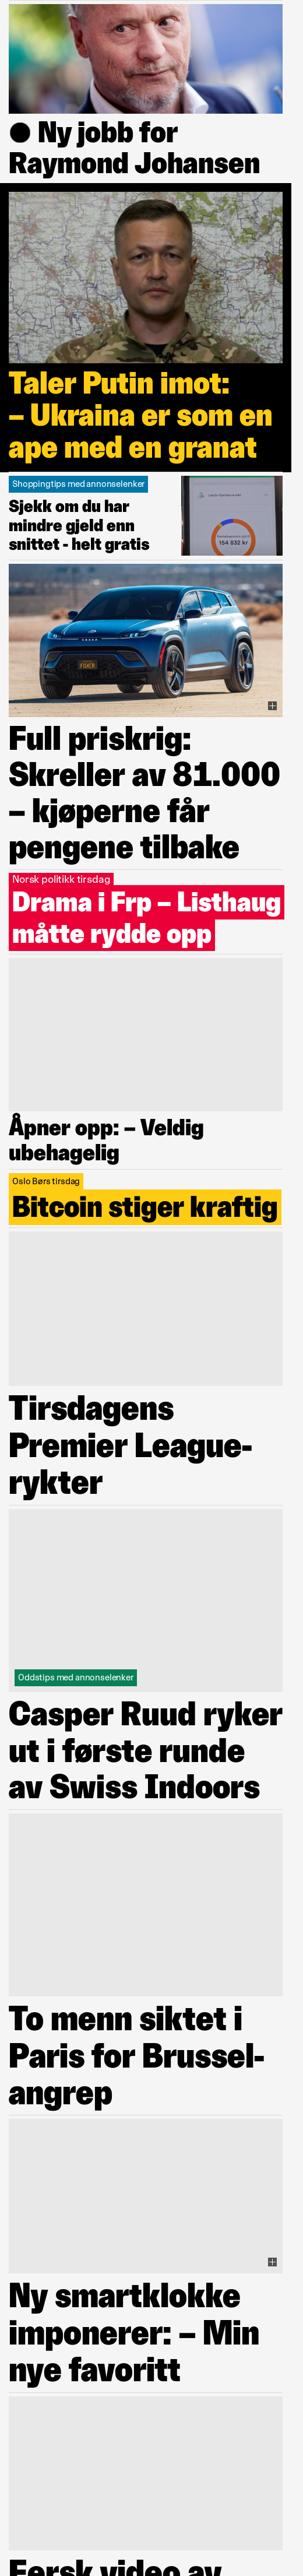 Ny jobb for
Raymond Johansen
Taler Putin imot:
– Ukraina er som en
ape med en granat
Shoppingtips med annonselenker
Sjekk om du har
mindre gjeld enn
snittet - helt gratis
154 832 kr
FISKER
Full priskrig:
Skreller av 81.000
– kjøperne får
pengene tilbake
Norsk politikk tirsdag
Drama i Frp – Listhaug
måtte rydde opp
Åpner opp: – Veldig
ubehagelig
Oslo Børs tirsdag
Bitcoin stiger kraftig
Tirsdagens
Premier League-
rykter
Oddstips med annonselenker
Casper Ruud ryker
ut i første runde
av Swiss Indoors
To menn siktet i
Paris for Brussel-
angrep
Ny smartklokke
imponerer: – Min
nye favoritt
Fersk video av